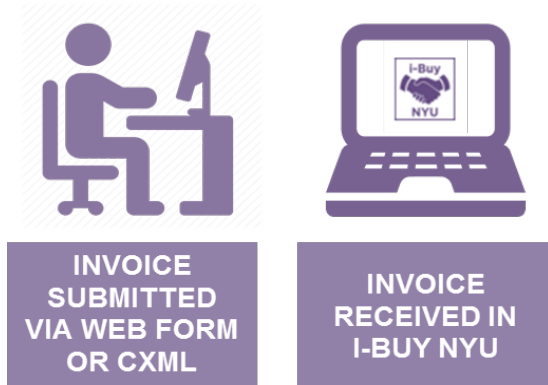 i-Buy
NYU
INVOICE
SUBMITTED
VIA WEB FORM
OR CXML
INVOICE
RECEIVED IN
I-BUY NYU